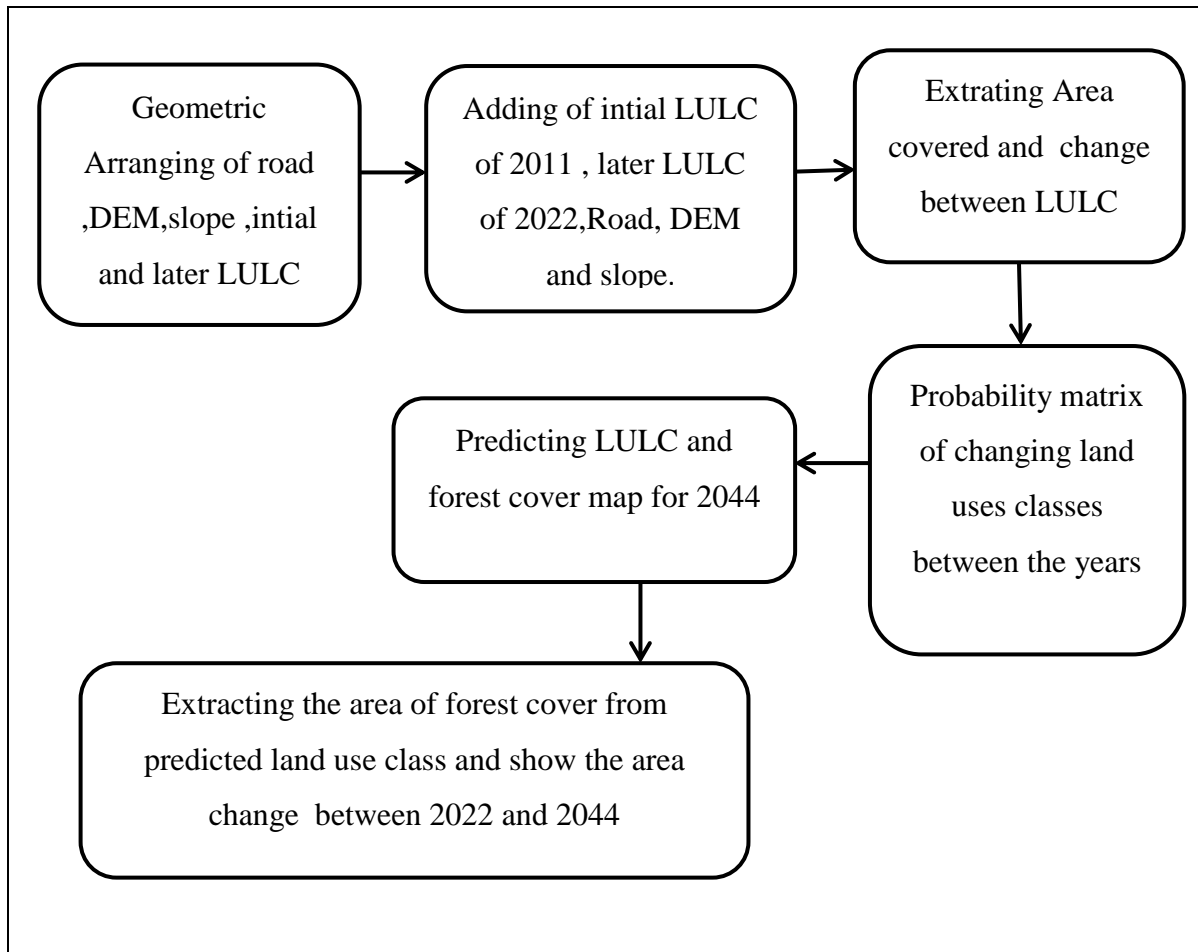 Geometric
Arranging of road
,DEM,slope ,intial
and later LULC
Adding of intial LULC
of 2011 , later LULC
of 2022,Road, DEM
and slope.
Extrating Area
covered and change
between LULC
Probability matrix
of changing land
uses classes
between the years
Predicting LULC and
forest cover map for 2044
Extracting the area of forest cover from
predicted land use class and show the area
change between 2022 and 2044